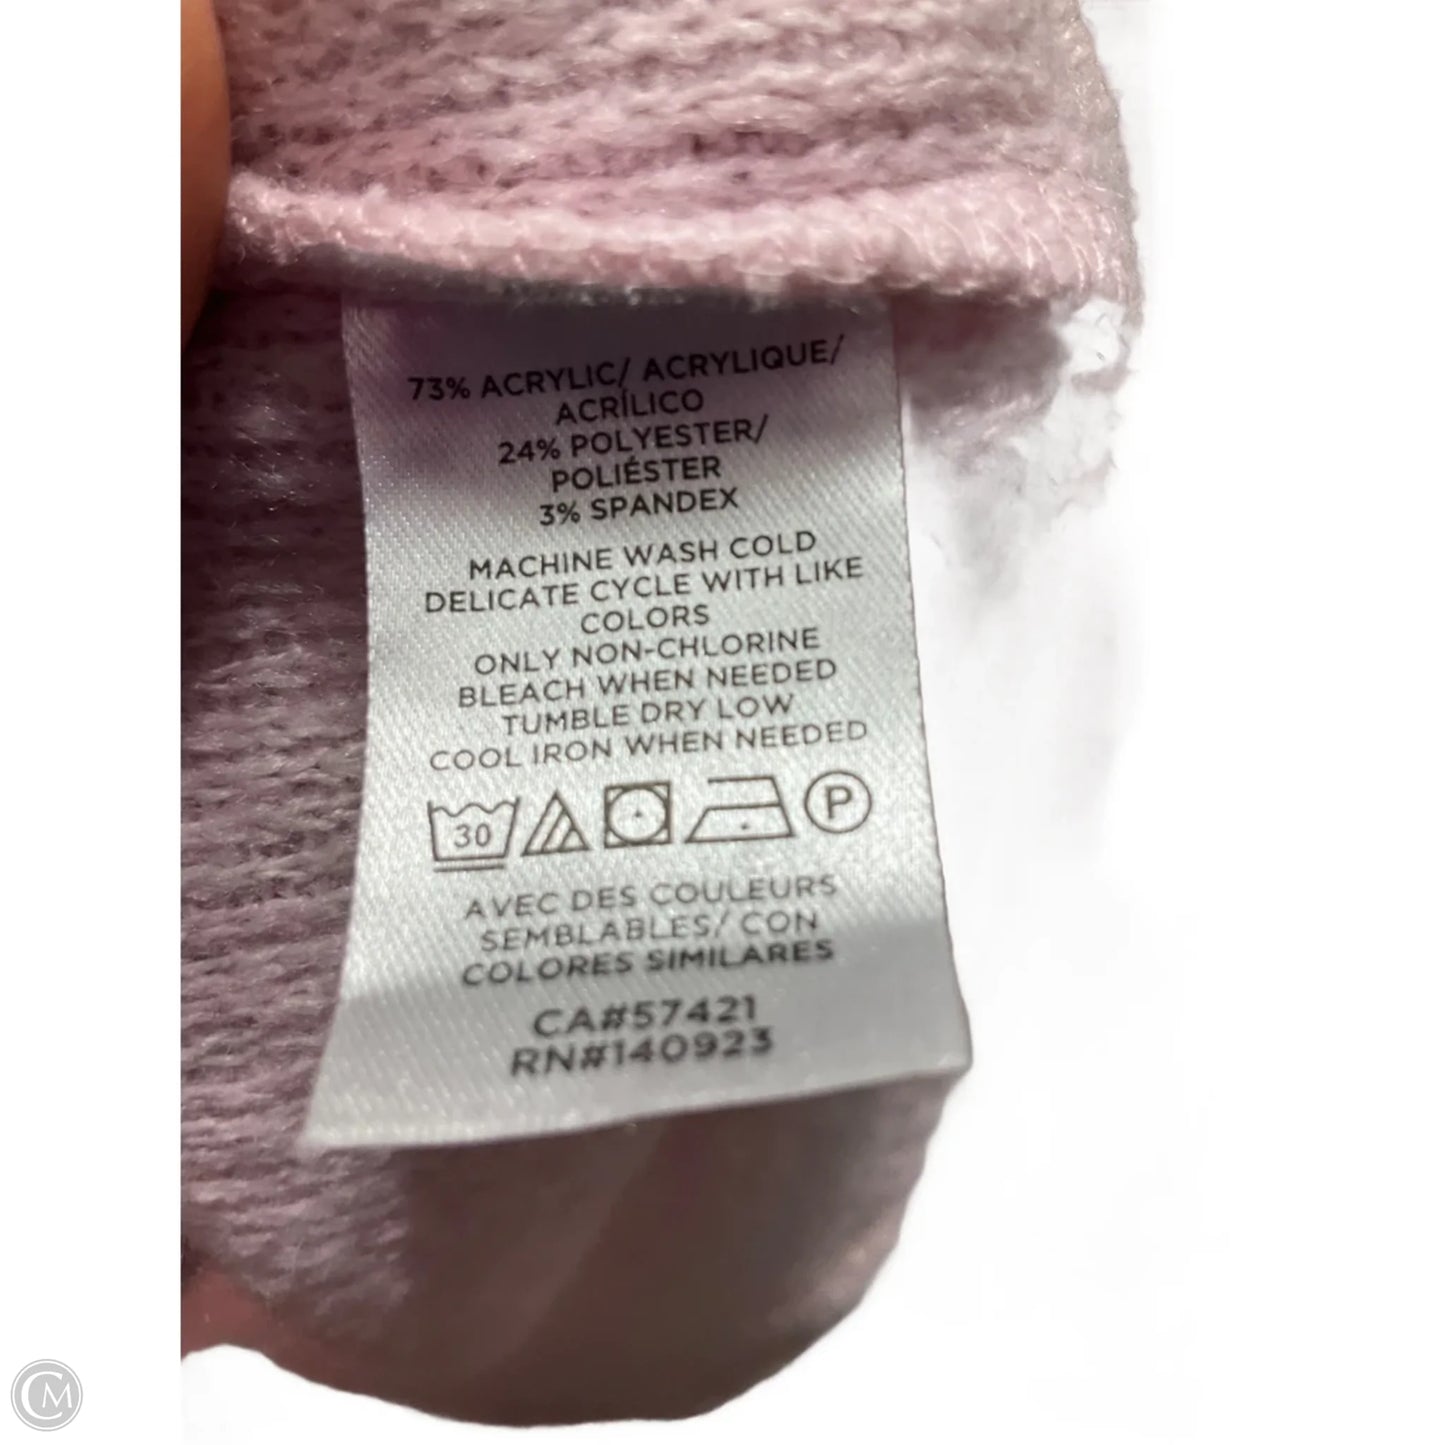 73% ACRYLIC/ ACRYLIQUE/
ACRÍLICO
24% POLYESTER/
POLIÉSTER
3% SPANDEX
MACHINE WASH COLD
DELICATE CYCLE WITH LIKE
COLORS
ONLY NON-CHLORINE
BLEACH WHEN NEEDED
TUMBLE DRY LOW
COOL IRON WHEN NEEDED
30 P
AVEC DES COULEURS
SEMBLABLES/ CON
COLORES SIMILARES
CA#57421
RN#140923
CM